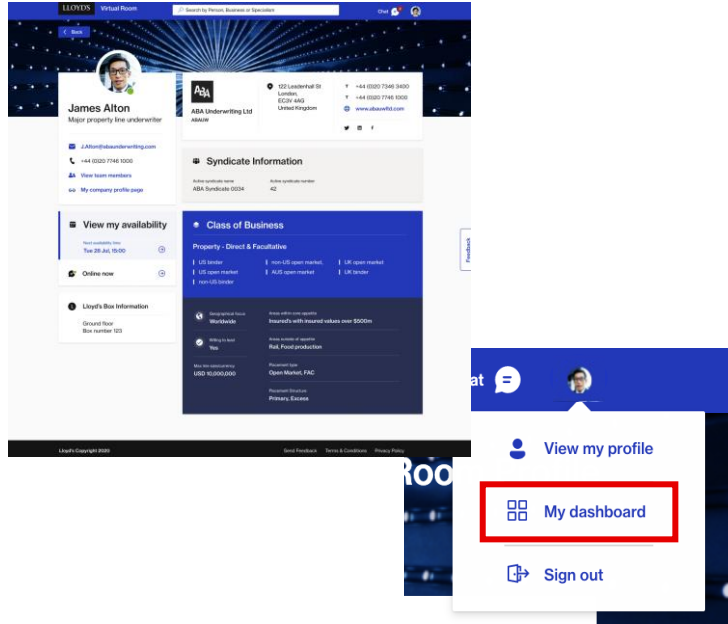 LLOYD'S Virtual Room
Search by Person, Business or Specialism
Chat
Back
James Alton
Major property line underwriter
J.Alton@abaunderwriting.com
+44 (0)20 7746 1000
View team members
My company profile page
ABA
ABA Underwriting Ltd
ABAUW
122 Leadenhall St
London,
EC3V 4AG
United Kingdom
T +44 (0)20 7346 3400
+44 (0)20 7746 1000
www.abauwltd.com
Syndicate Information
Active syndicate name
ABA Syndicate 0034
Active syndicate number
42
View my availability
Next availability time
Tue 28 Jul, 15:00
Online now
Lloyd's Box Information
Ground floor
Box number 123
Class of Business
Property - Direct & Facultative
US binder
non-US open market,
UK open market
US open market
AUS open market
UK binder
non-US binder
Geographical focus
Worldwide
Areas within core appetite
Insured's with insured values over $500m
Willing to lead
Yes
Areas outside of appetite
Rail, Food production
Max line size/currency
USD 10,000,000
Placement type
Open Market, FAC
Placement Structure
Primary, Excess
Feedback
Lloyd's Copyright 2020
Send Feedback Terms & Conditions Privacy Policy
at
Roo
View my profile
My dashboard
Sign out